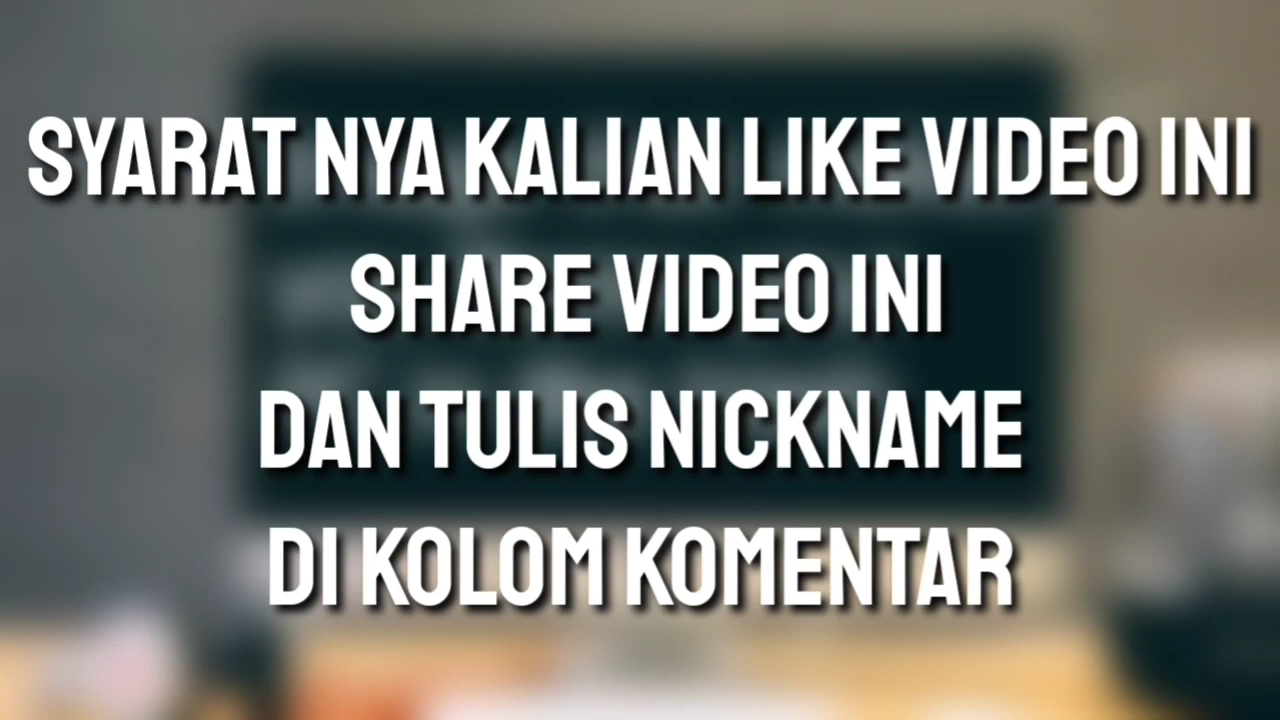 SYARAT NYA KALIAN LIKE VIDEO INI
SHARE VIDEO INI
DAN TULIS NICKNAME
DI KOLOM KOMENTAR